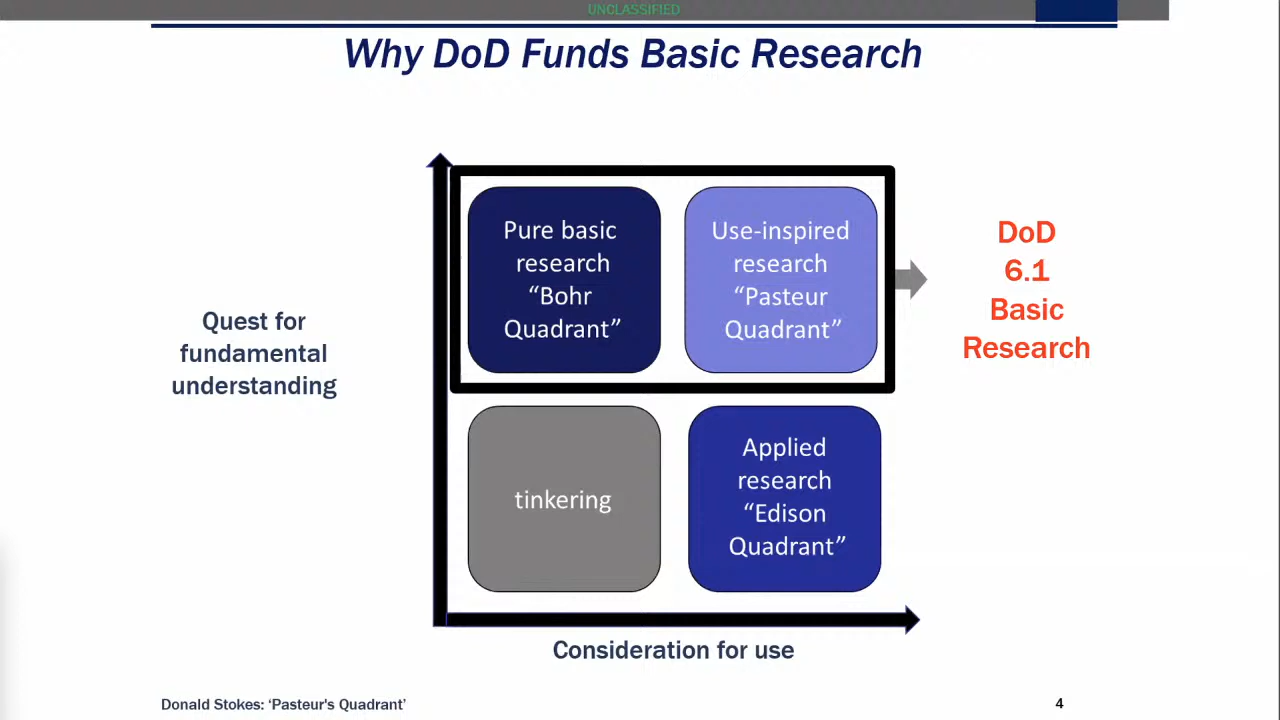 UNCLASSIFIED
Why DoD Funds Basic Research
Pure basic
research
“Bohr
Quadrant”
Use-inspired
research
“Pasteur
Quadrant”
DoD
6.1
Basic
Research
Quest for
fundamental
understanding
tinkering
Applied
research
“Edison
Quadrant”
Consideration for use
Donald Stokes: ‘Pasteur's Quadrant’
4